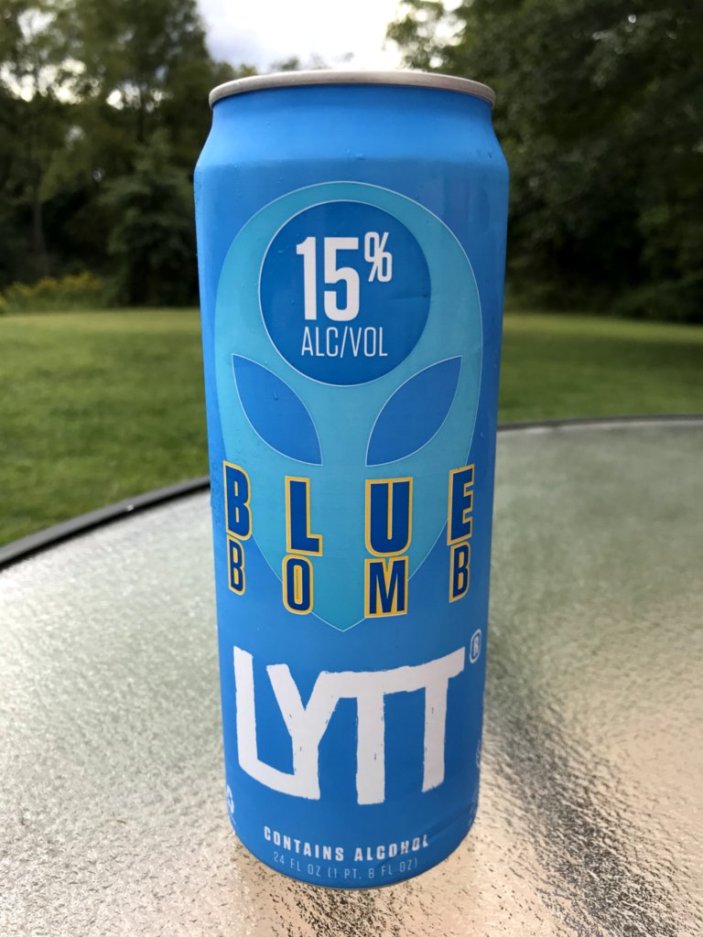 15%
ALC/VOL
BLUE
BOMB
LYTT®
CONTAINS ALCOHOL
24 FL OZ (1 PT, 8 FL OZ)